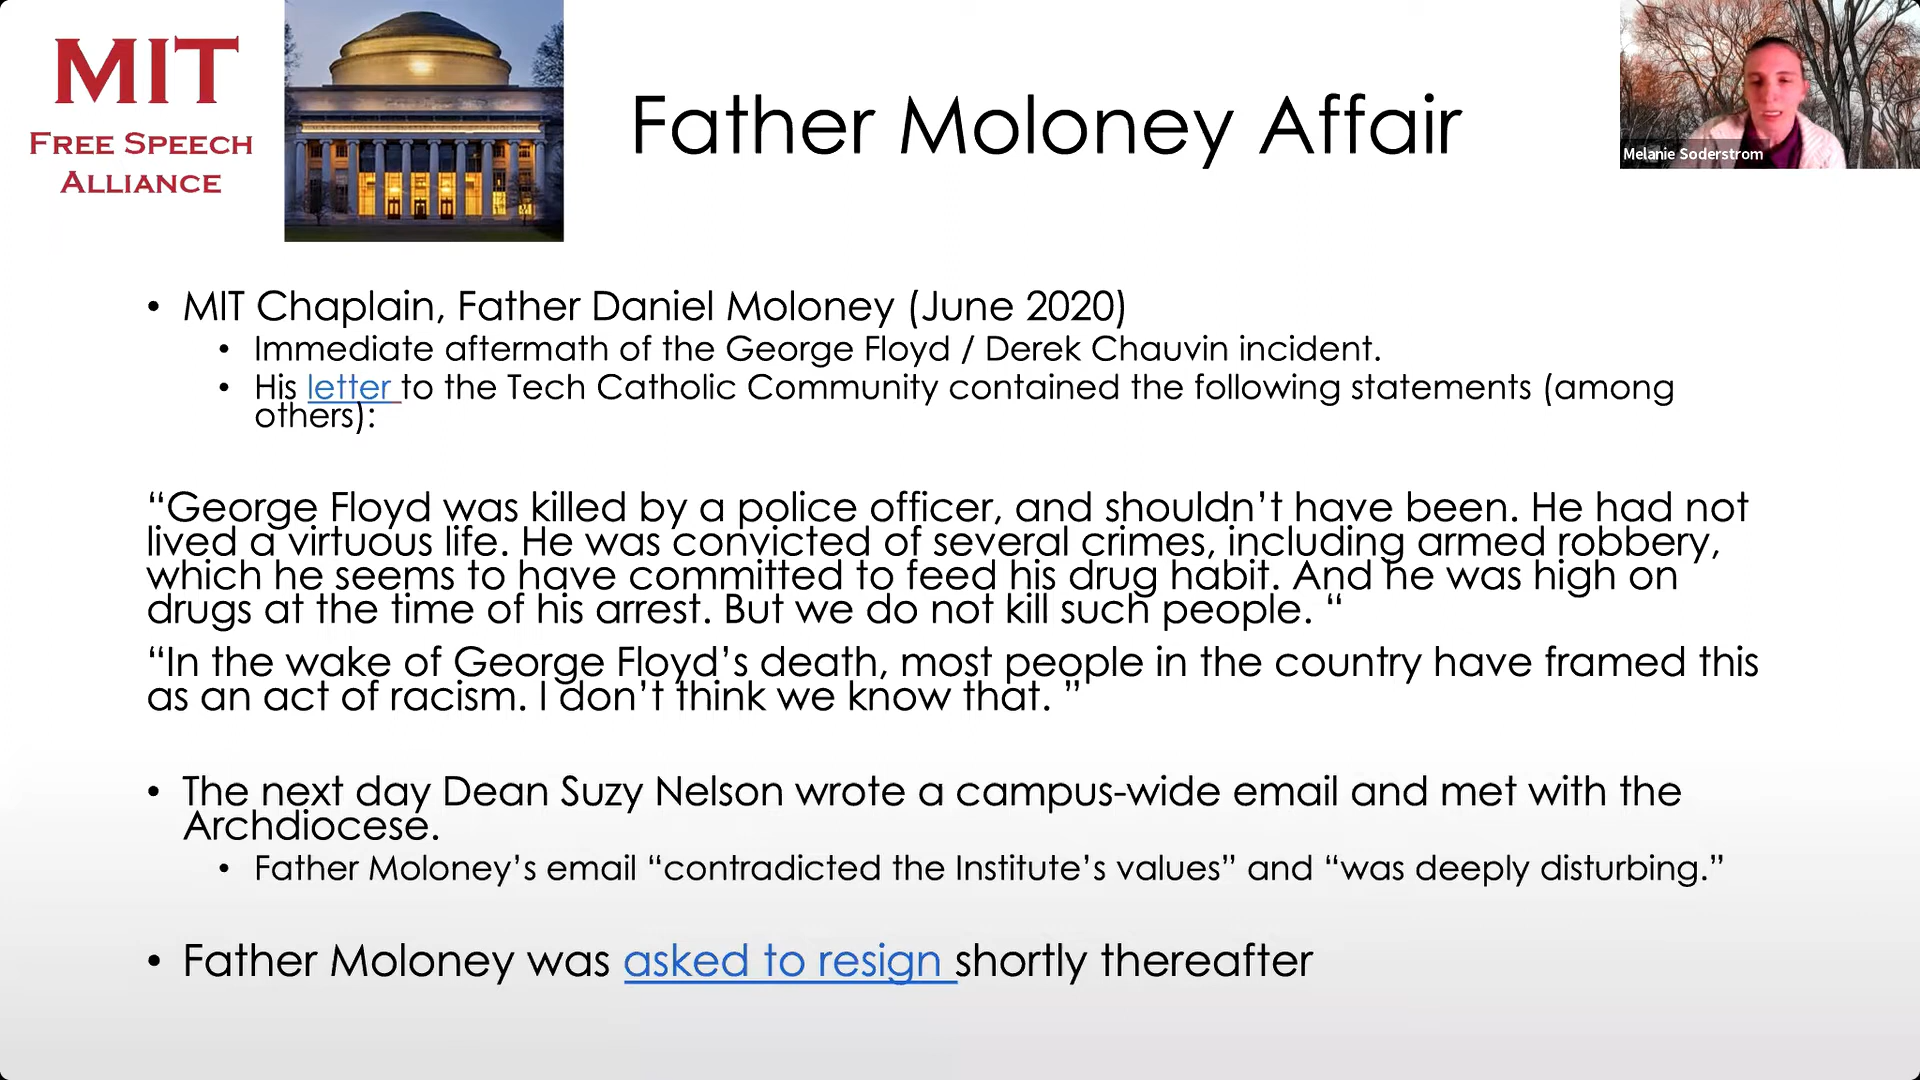 MIT
FREE SPEECH
ALLIANCE
Father Moloney Affair
Melanie Soderstrom
• MIT Chaplain, Father Daniel Moloney (June 2020)
• Immediate aftermath of the George Floyd / Derek Chauvin incident.
• His letter to the Tech Catholic Community contained the following statements (among
others):
“George Floyd was killed by a police officer, and shouldn’t have been. He had not
lived a virtuous life. He was convicted of several crimes, including armed robbery,
which he seems to have committed to feed his drug habit. And he was high on
drugs at the time of his arrest. But we do not kill such people. “
“In the wake of George Floyd’s death, most people in the country have framed this
as an act of racism. I don’t think we know that. ”
• The next day Dean Suzy Nelson wrote a campus-wide email and met with the
Archdiocese.
• Father Moloney’s email “contradicted the Institute’s values” and “was deeply disturbing.”
• Father Moloney was asked to resign shortly thereafter